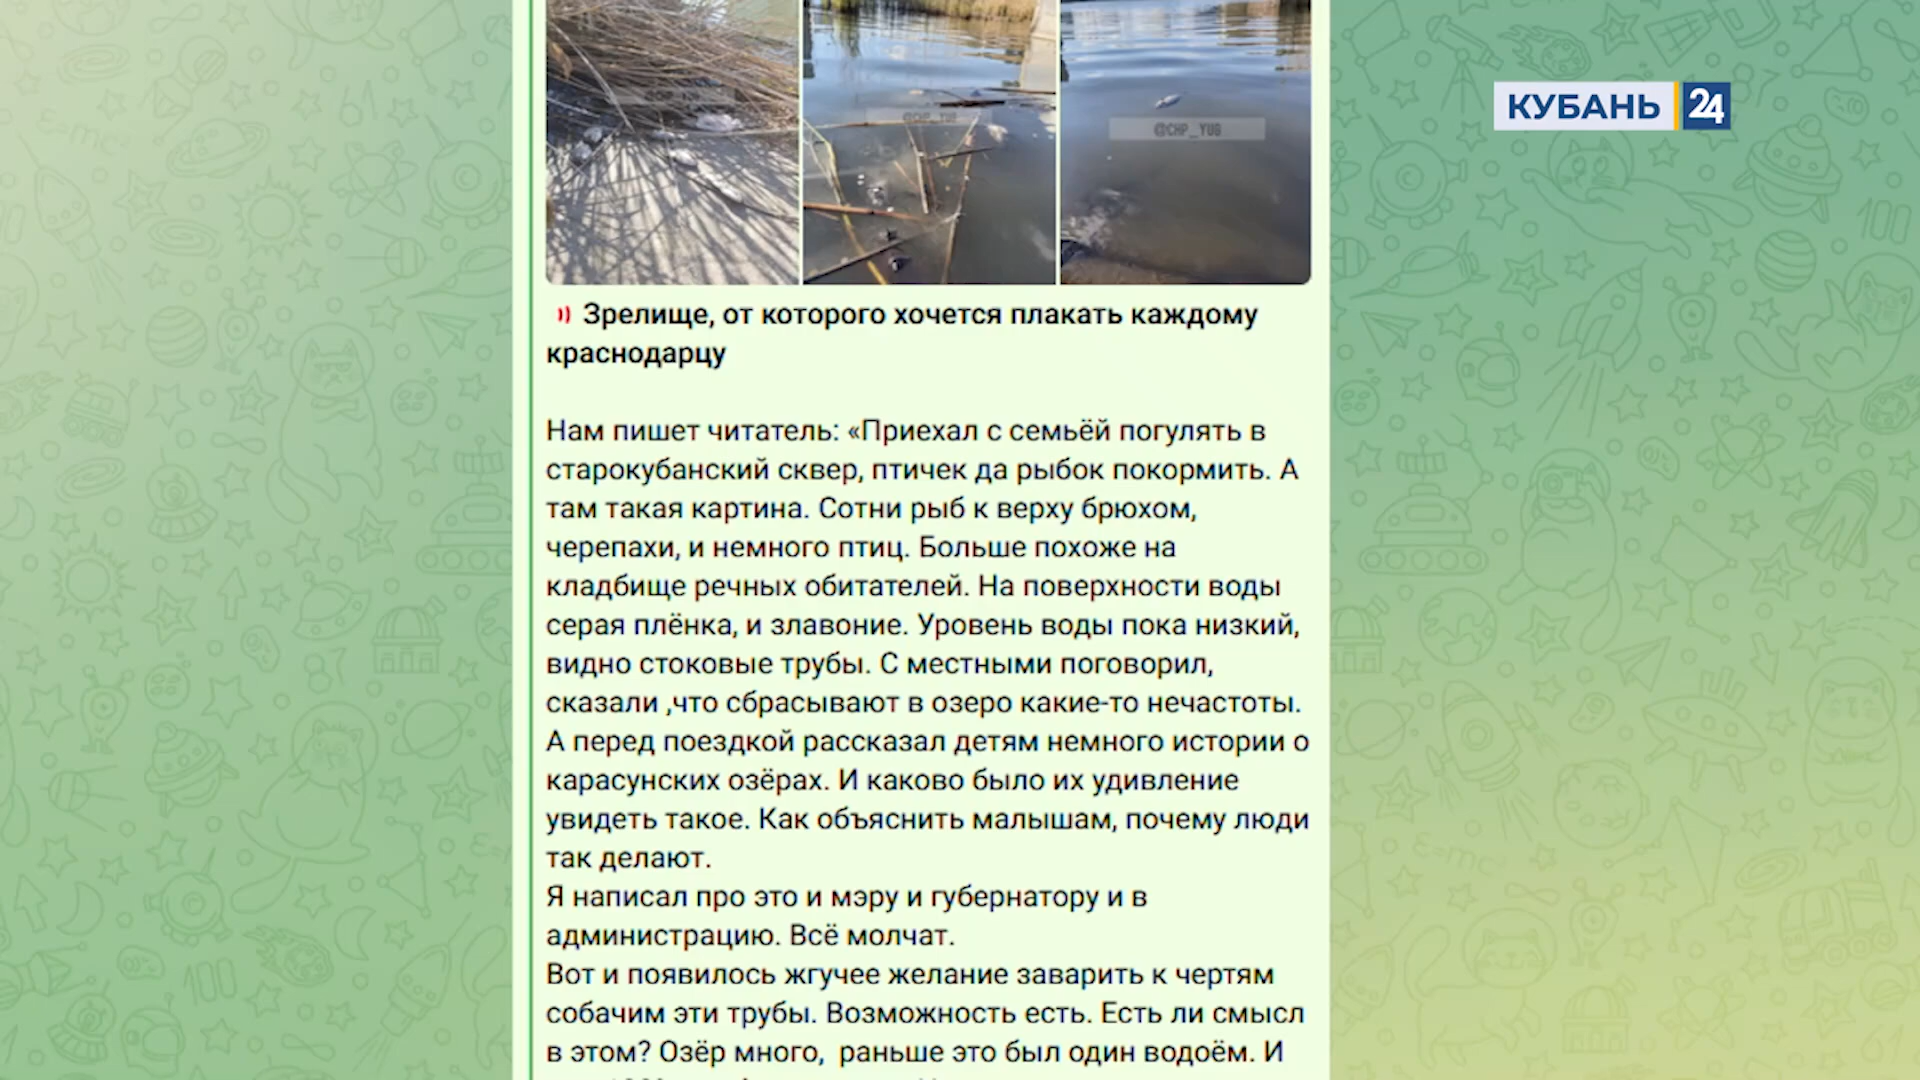 КУБАНЬ 24
@CHP_YUG
@CHP_YUG
Зрелище, от которого хочется плакать каждому
краснодарцу
Нам пишет читатель: «Приехал с семьёй погулять в
старокубанский сквер, птичек да рыбок покормить. А
там такая картина. Сотни рыб к верху брюхом,
черепахи, и немного птиц. Больше похоже на
кладбище речных обитателей. На поверхности воды
серая плёнка, и злавоние. Уровень воды пока низкий,
видно стоковые трубы. С местными поговорил,
сказали ,что сбрасывают в озеро какие-то нечастоты.
А перед поездкой рассказал детям немного истории о
карасунских озёрах. И каково было их удивление
увидеть такое. Как объяснить малышам, почему люди
так делают.
Я написал про это и мэру и губернатору и в
администрацию. Всё молчат.
Вот и появилось жгучее желание заварить к чертям
собачим эти трубы. Возможность есть. Есть ли смысл
в этом? Озёр много, раньше это был один водоём. И